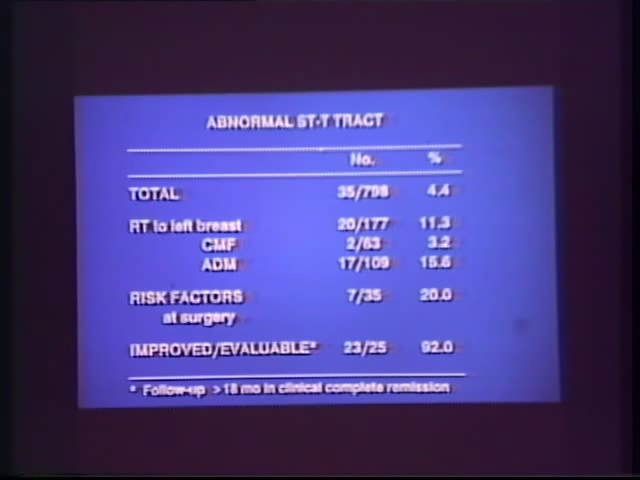 ABNORMAL ST-T TRACT
No. %
TOTAL 35/798 4.4
RT to left breast 20/177 11.3
CMF 2/63 3.2
ADM 17/109 15.6
RISK FACTORS 7/35 20.0
at surgery
IMPROVED/EVALUABLE* 23/25 92.0
* Follow-up >18 mo in clinical complete remission